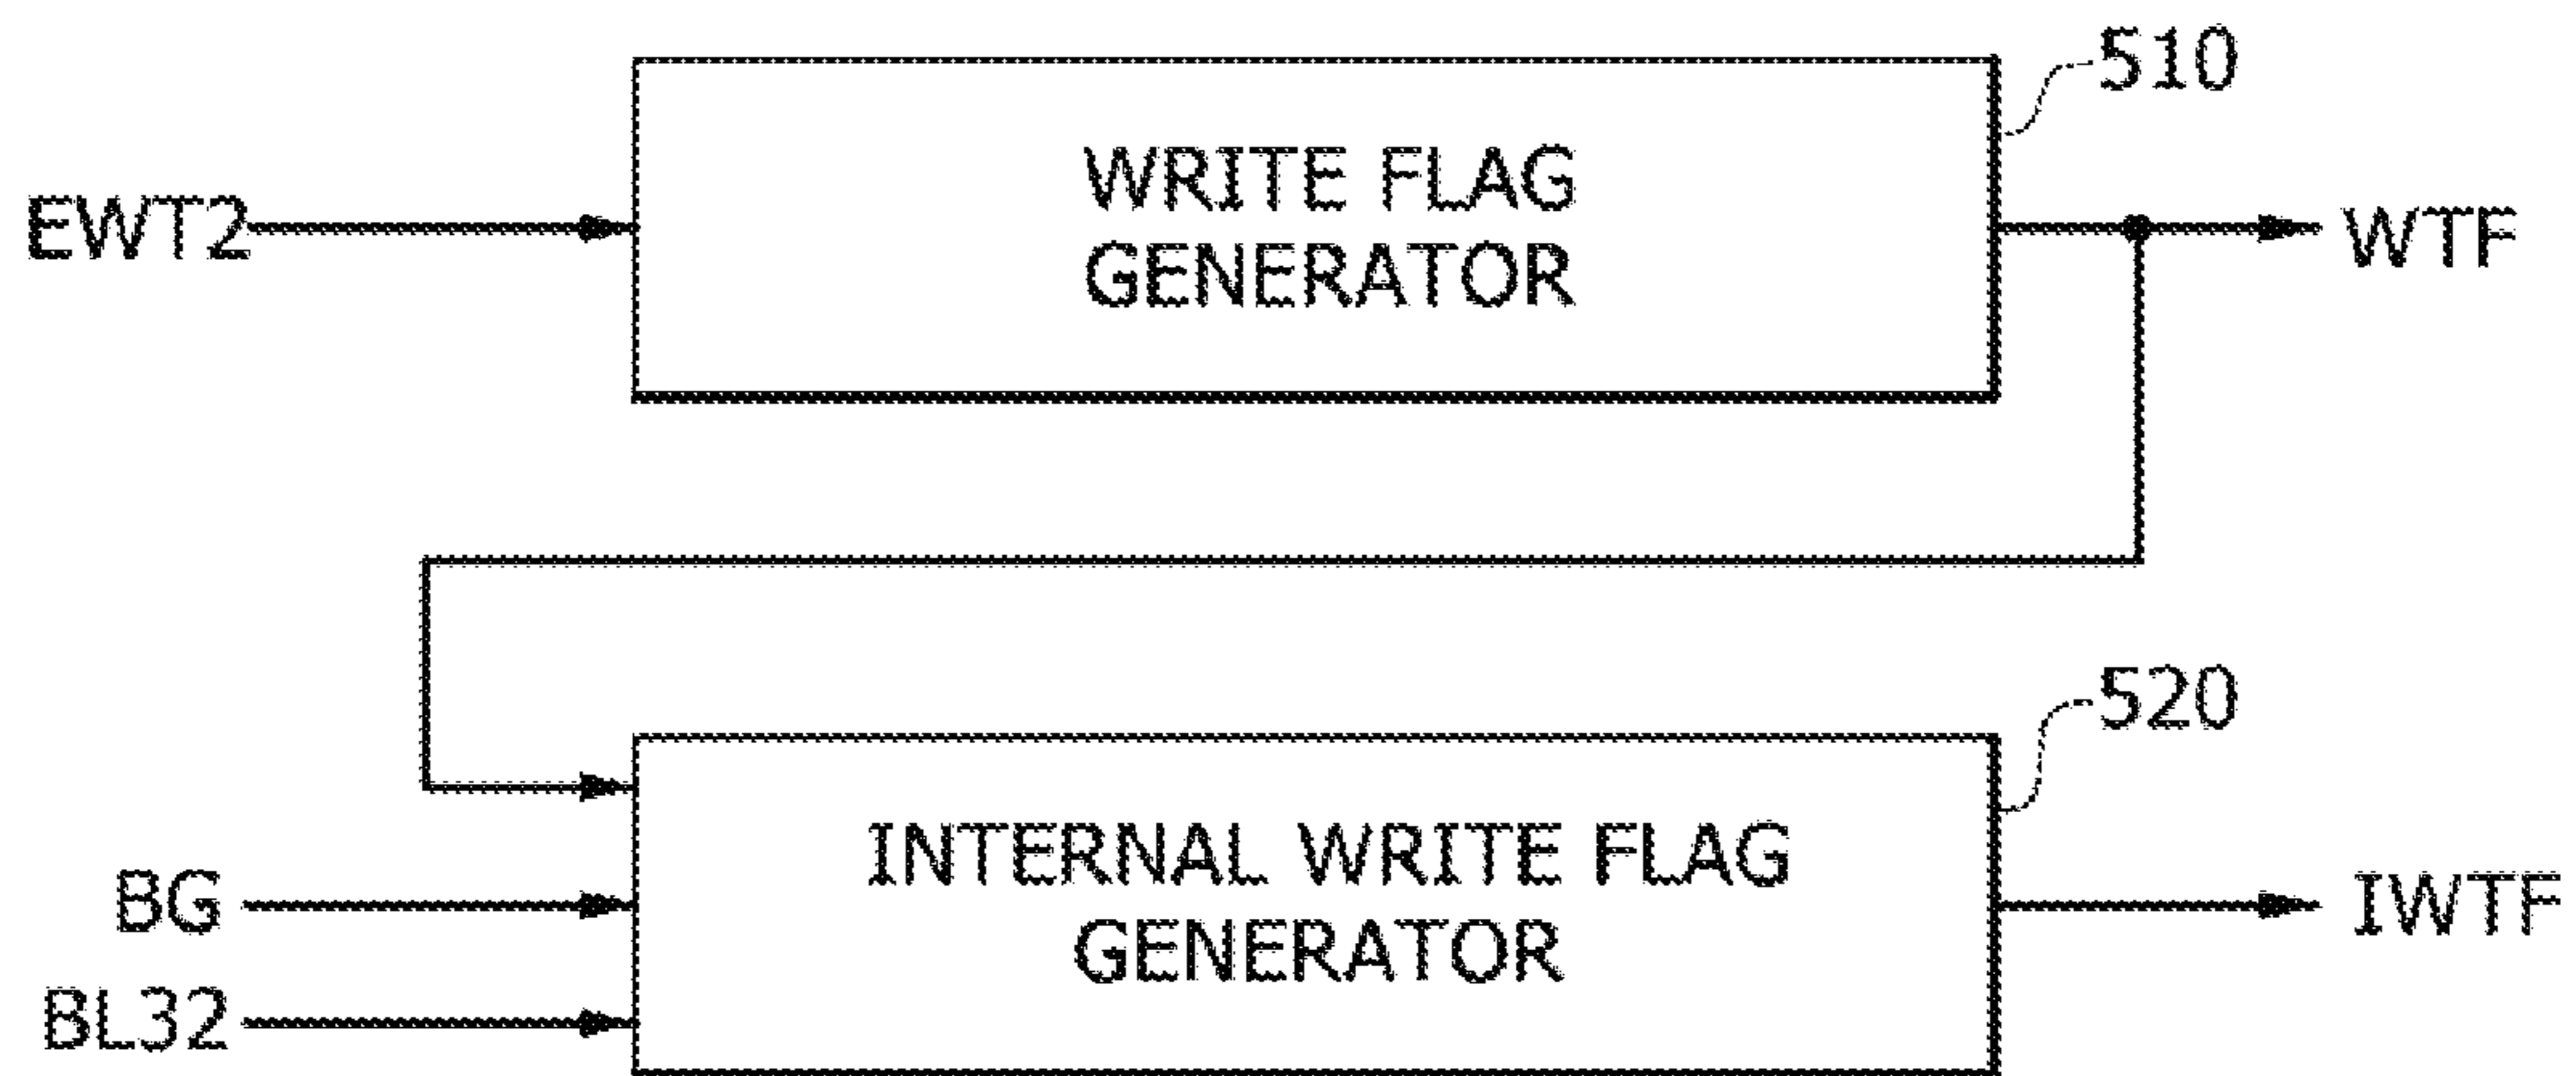 510
WRITE FLAG
GENERATOR
EWT2
WTF
520
INTERNAL WRITE FLAG
GENERATOR
BG
IWTF
BL32